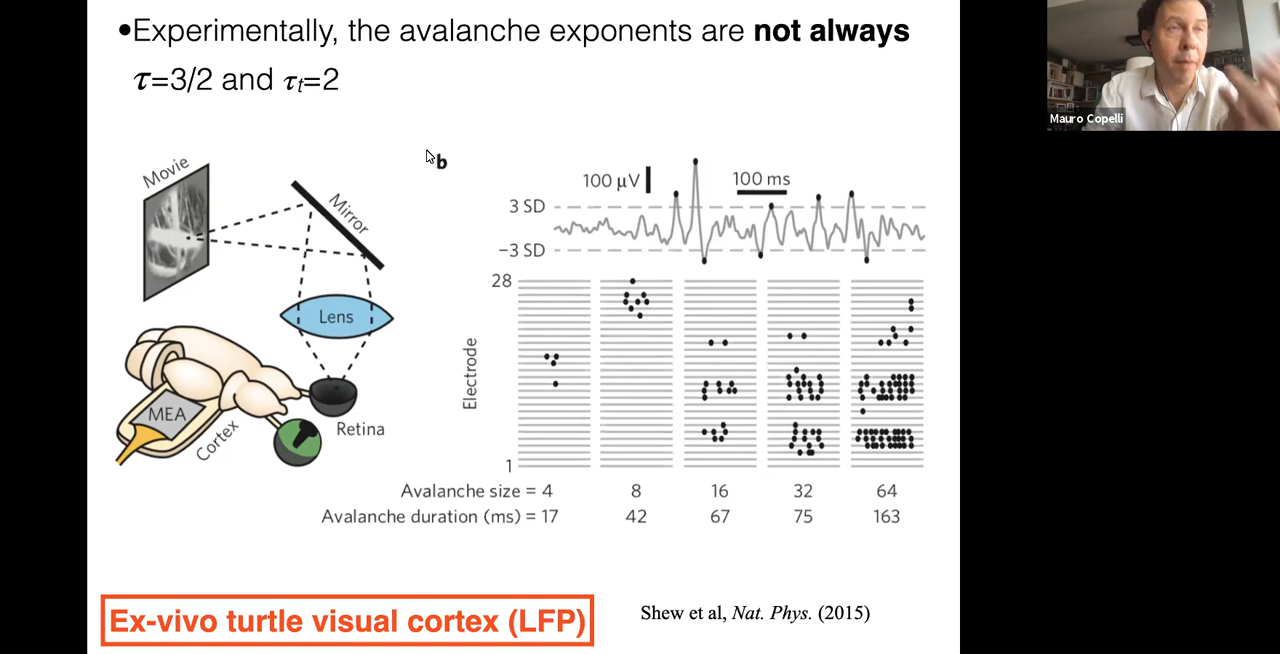 •Experimentally, the avalanche exponents are not always
τ=3/2 and τt=2
Mauro Copelli
Movie
Mirror
Lens
MEA
Cortex
Retina
b
100 µV
100 ms
3 SD
−3 SD
28
Electrode
1
Avalanche size = 4 8 16 32 64
Avalanche duration (ms) = 17 42 67 75 163
Ex-vivo turtle visual cortex (LFP)
Shew et al, Nat. Phys. (2015)